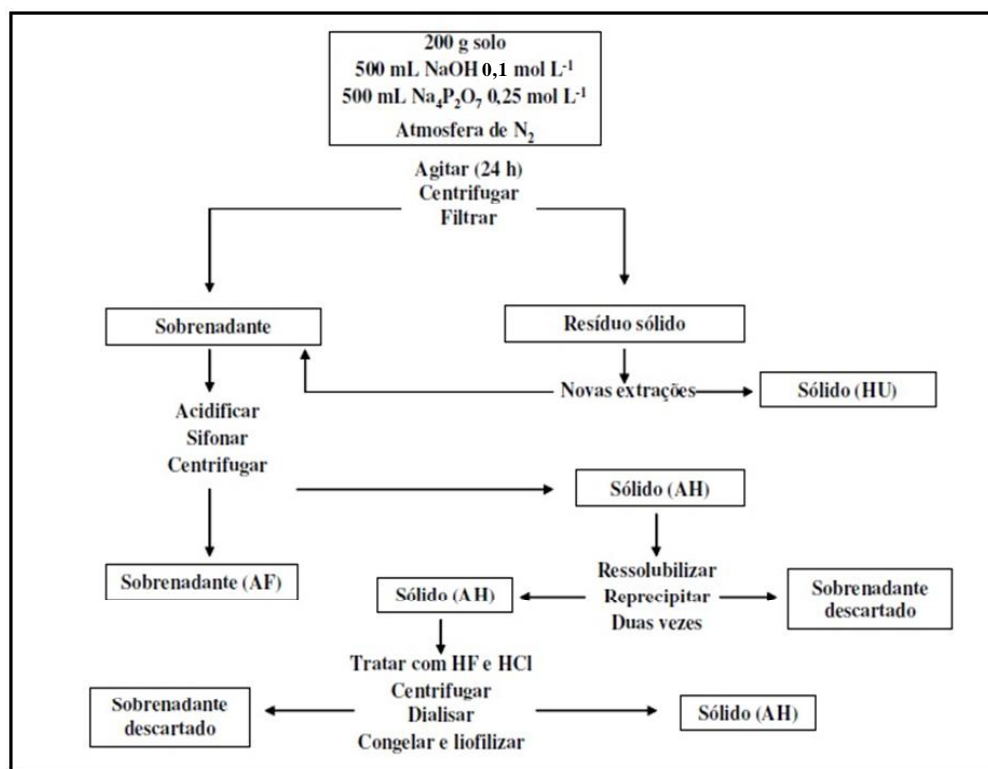 200 g solo
500 mL NaOH 0,1 mol L⁻¹
500 mL Na₄P₂O₇ 0,25 mol L⁻¹
Atmosfera de N₂
Agitar (24 h)
Centrifugar
Filtrar
Sobrenadante
Resíduo sólido
Novas extrações
Sólido (HU)
Acidificar
Sifonar
Centrifugar
Sólido (AH)
Sobrenadante (AF)
Ressolubilizar
Reprecipitar
Duas vezes
Sólido (AH)
Sobrenadante
descartado
Tratar com HF e HCl
Centrifugar
Dialisar
Congelar e liofilizar
Sobrenadante
descartado
Sólido (AH)